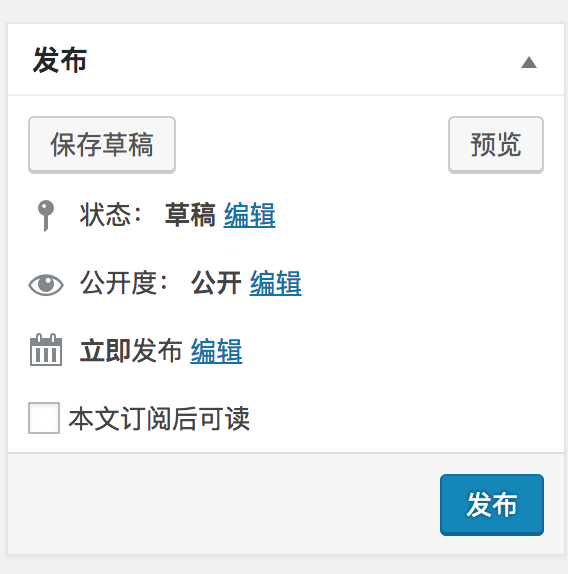 发布
保存草稿 预览
状态： 草稿 编辑
公开度： 公开 编辑
立即发布 编辑
本文订阅后可读
发布